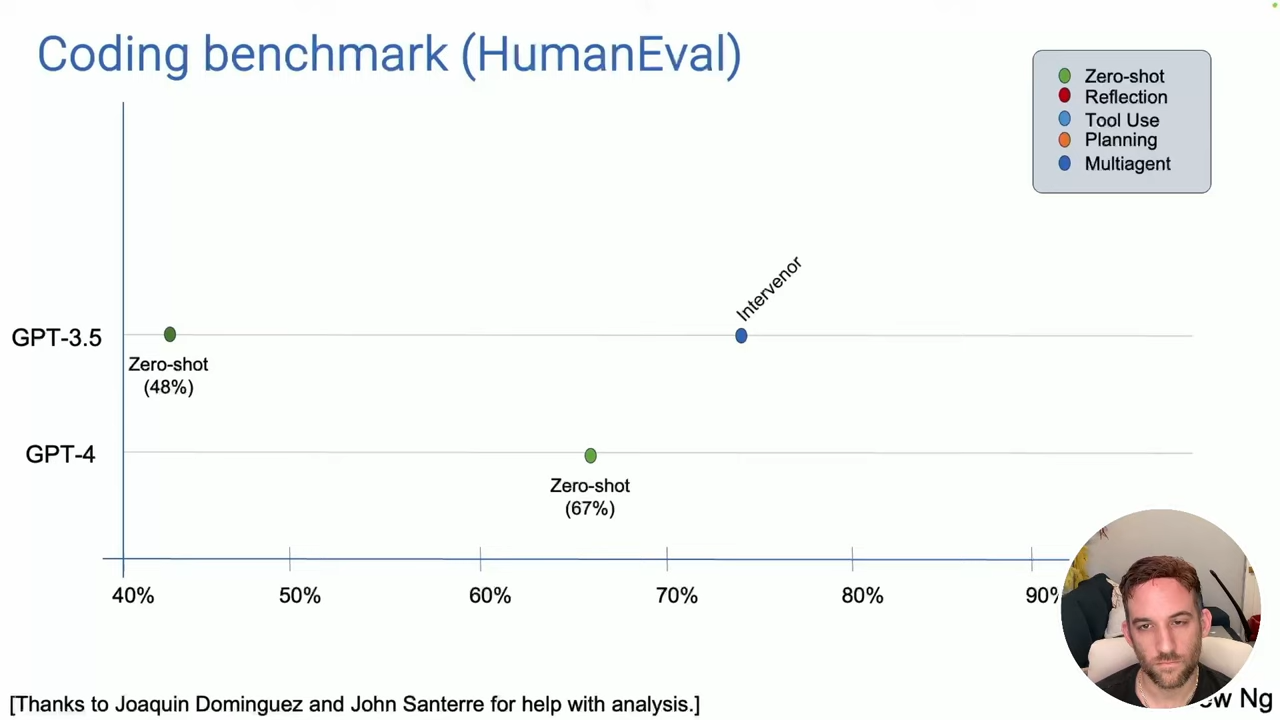 Coding benchmark (HumanEval)
Zero-shot
Reflection
Tool Use
Planning
Multiagent
Intervenor
GPT-3.5
Zero-shot
(48%)
GPT-4
Zero-shot
(67%)
40%
50%
60%
70%
80%
90%
[Thanks to Joaquin Dominguez and John Santerre for help with analysis.]
Ng